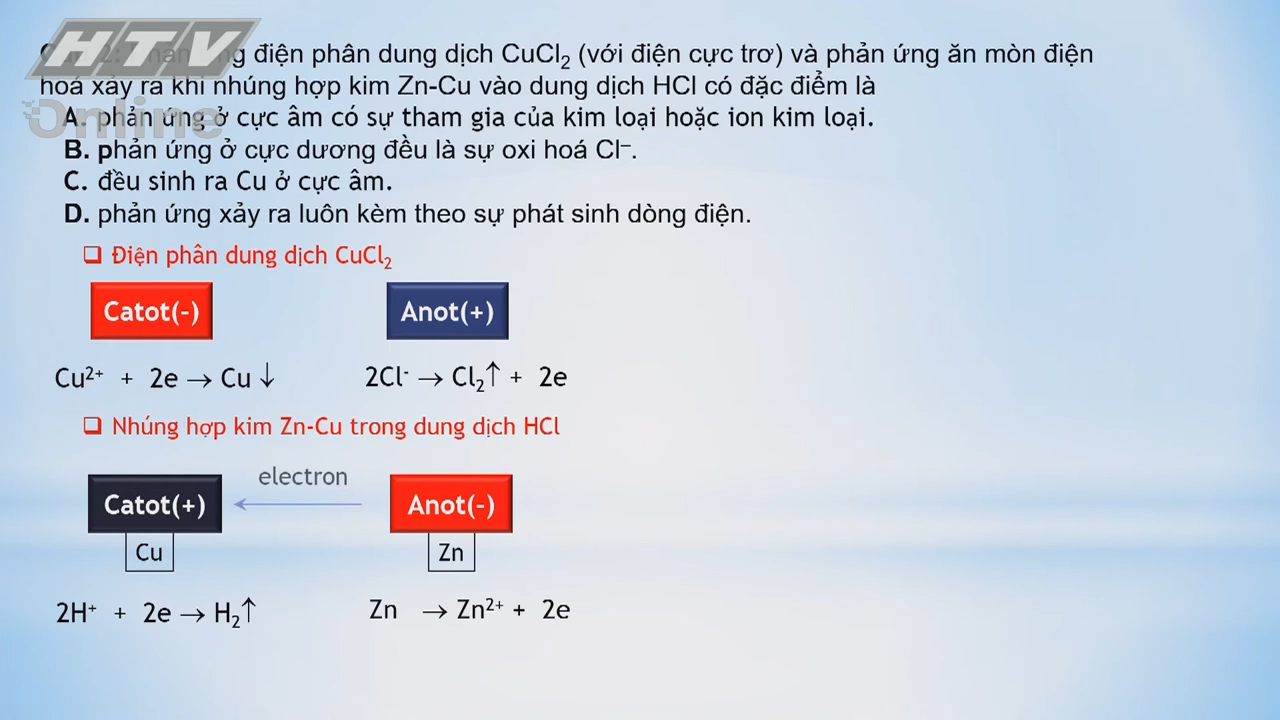 HTV
Online
điện phân dung dịch CuCl₂ (với điện cực trơ) và phản ứng ăn mòn điện
hoá xảy ra khi nhúng hợp kim Zn-Cu vào dung dịch HCl có đặc điểm là
A. phản ứng ở cực âm có sự tham gia của kim loại hoặc ion kim loại.
B. phản ứng ở cực dương đều là sự oxi hoá Cl⁻.
C. đều sinh ra Cu ở cực âm.
D. phản ứng xảy ra luôn kèm theo sự phát sinh dòng điện.
❑ Điện phân dung dịch CuCl₂
Catot(-) Anot(+)
Cu²⁺ + 2e → Cu ↓ 2Cl⁻ → Cl₂↑ + 2e
❑ Nhúng hợp kim Zn-Cu trong dung dịch HCl
electron
Catot(+) Anot(-)
Cu Zn
2H⁺ + 2e → H₂↑ Zn → Zn²⁺ + 2e